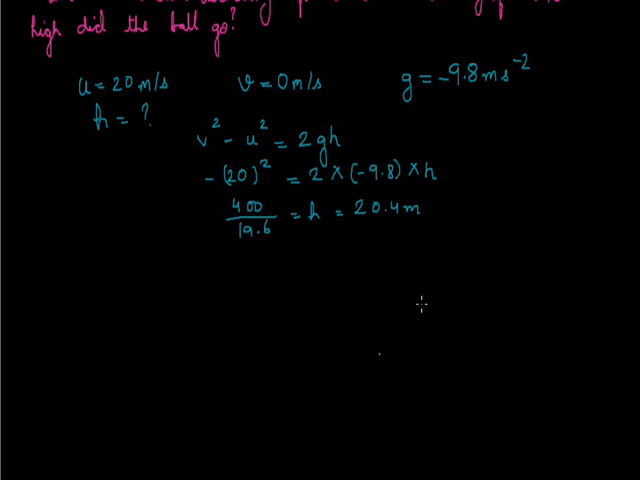 high did the ball go?
u = 20 m/s v = 0 m/s g = -9.8 ms⁻²
h = ?
v² - u² = 2gh
- (20)² = 2 × (-9.8) × h
400/19.6 = h = 20.4 m